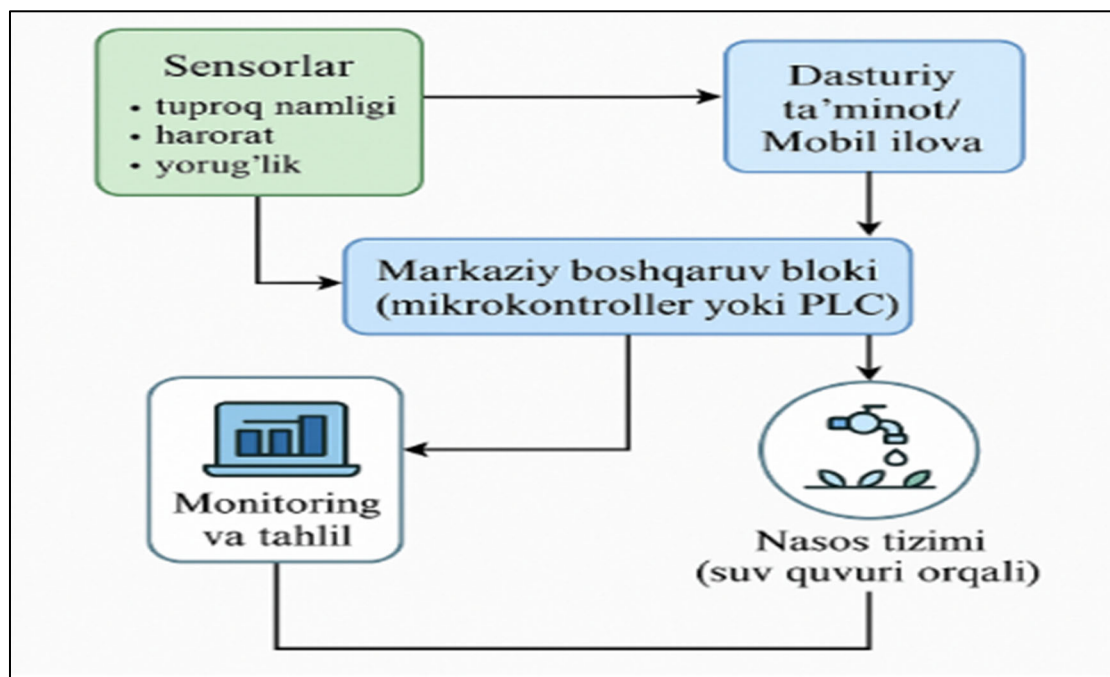 Sensorlar
• tuproq namligi
• harorat
• yorug’lik
Dasturiy
ta’minot/
Mobil ilova
Markaziy boshqaruv bloki
(mikrokontroller yoki PLC)
Monitoring
va tahlil
Nasos tizimi
(suv quvuri orqali)